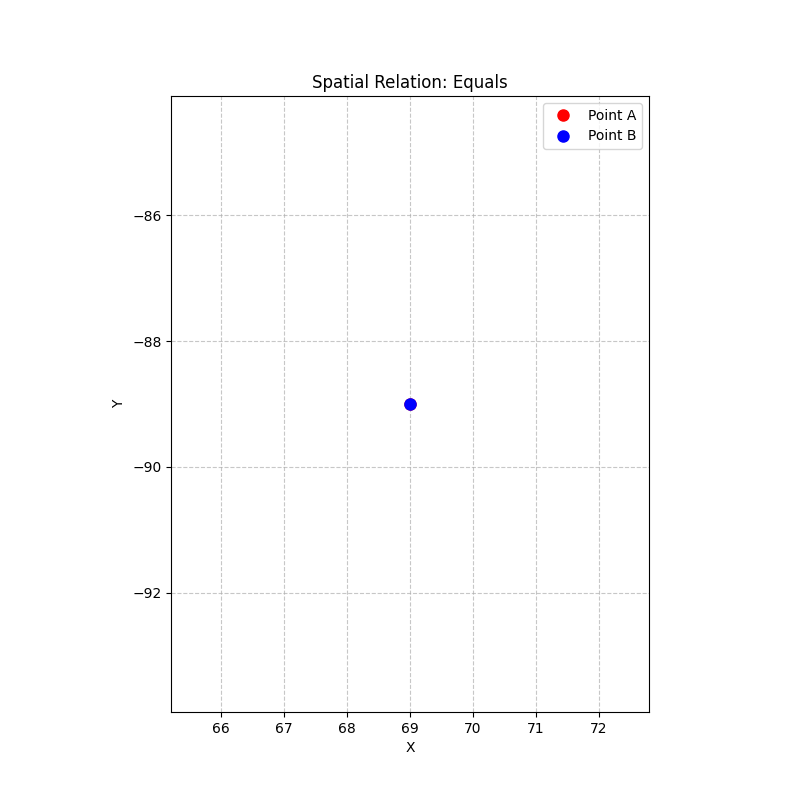 Spatial Relation: Equals
Point A
Point B
−86
−88
Y
−90
−92
66 67 68 69 70 71 72
X